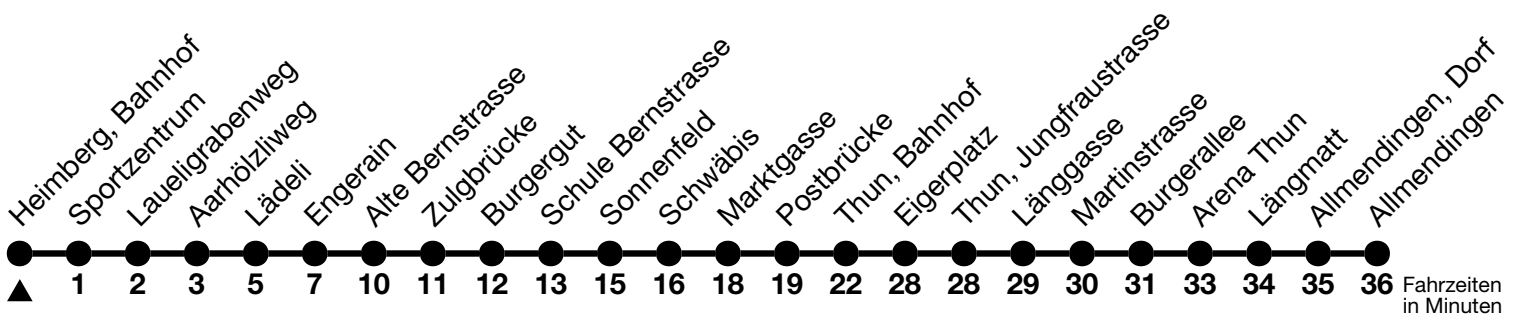 Heimberg, Bahnhof
Sportzentrum
Laueligrabenweg
Aarhölzliweg
Lädeli
Engerain
Alte Bernstrasse
Zulgbrücke
Burgergut
Schule Bernstrasse
Sonnenfeld
Schwäbis
Marktgasse
Postbrücke
Thun, Bahnhof
Eigerplatz
Thun, Jungfraustrasse
Länggasse
Martinstrasse
Burgerallee
Arena Thun
Längmatt
Allmendingen, Dorf
Allmendingen
1 2 3 5 7 10 11 12 13 15 16 18 19 22 28 28 29 30 31 33 34 35 36 Fahrzeiten
in Minuten